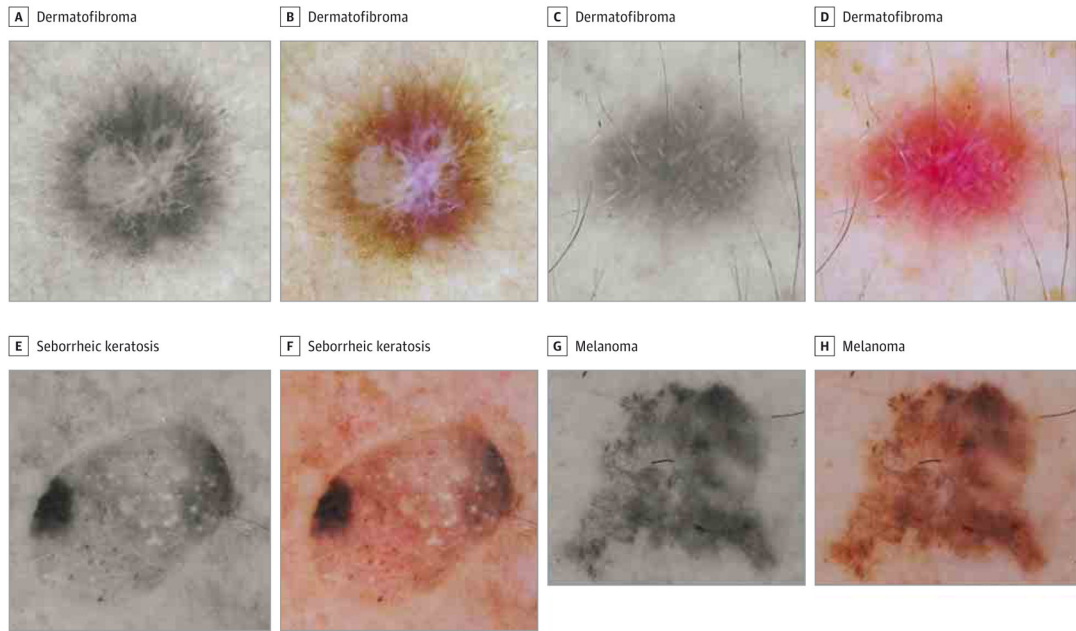 A Dermatofibroma
B Dermatofibroma
C Dermatofibroma
D Dermatofibroma
E Seborrheic keratosis
F Seborrheic keratosis
G Melanoma
H Melanoma